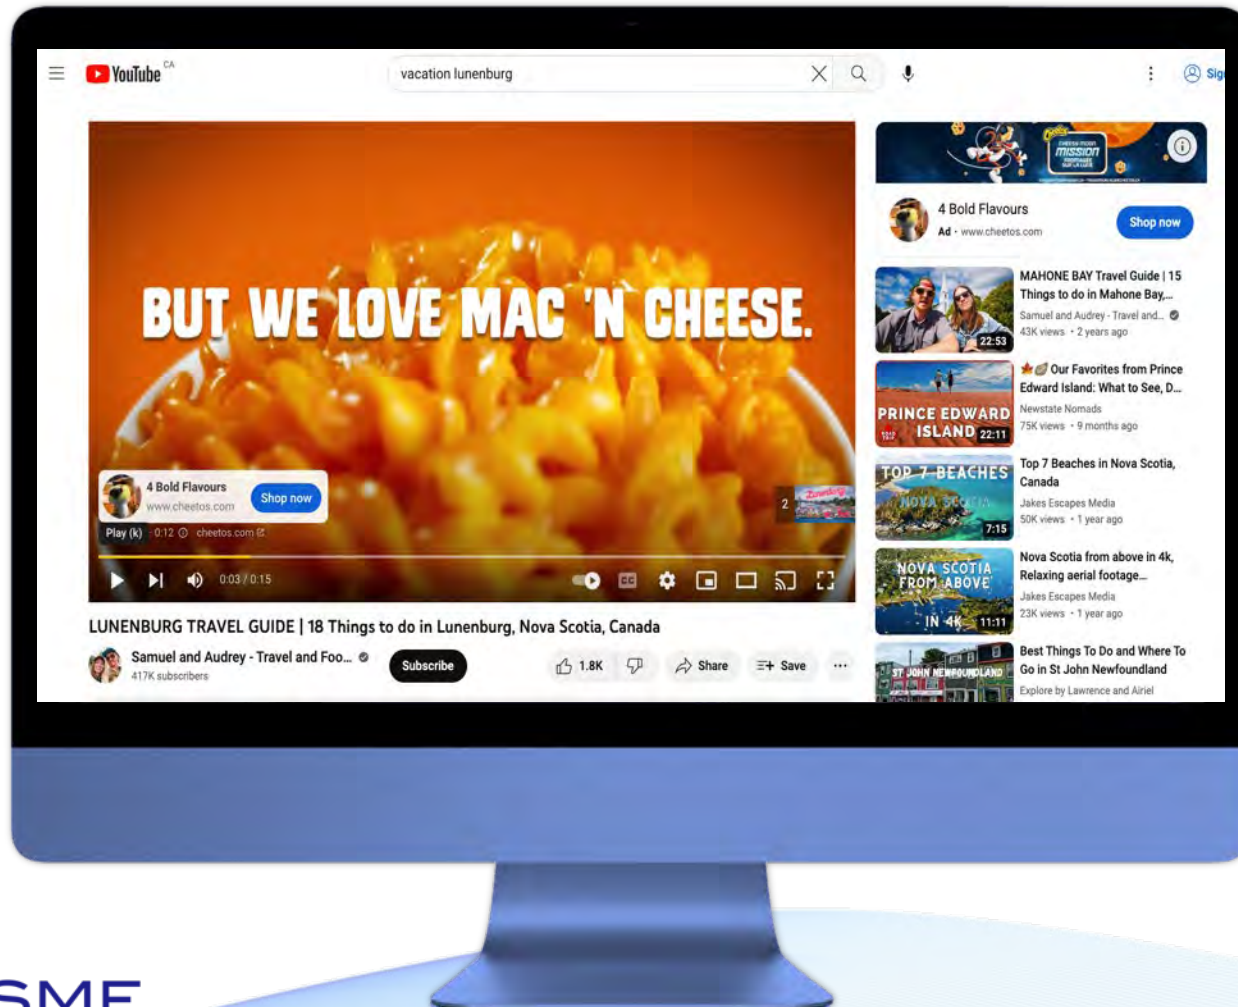 YouTube CA
vacation lunenburg
Sig
BUT WE LOVE MAC 'N CHEESE.
4 Bold Flavours
www.cheetos.com
Shop now
2
Play (k)
0:12
cheetos.com
0:03 / 0:15
CC
LUNENBURG TRAVEL GUIDE | 18 Things to do in Lunenburg, Nova Scotia, Canada
Samuel and Audrey - Travel and Foo...
417K subscribers
Subscribe
1.8K
Share
Save
Cheetos
MISSION
4 Bold Flavours
Ad · www.cheetos.com
Shop now
MAHONE BAY Travel Guide | 15
Things to do in Mahone Bay,...
Samuel and Audrey - Travel and...
43K views • 2 years ago
22:53
Our Favorites from Prince
Edward Island: What to See, D...
Newstate Nomads
75K views • 9 months ago
PRINCE EDWARD
ISLAND
22:11
Top 7 Beaches in Nova Scotia,
Canada
Jakes Escapes Media
50K views • 1 year ago
TOP 7 BEACHES
NOVA SCOTIA
7:15
Nova Scotia from above in 4k,
Relaxing aerial footage...
Jakes Escapes Media
23K views • 1 year ago
NOVA SCOTIA
FROM ABOVE
IN 4K
11:11
Best Things To Do and Where To
Go in St John Newfoundland
Explore by Lawrence and Airiel
ST JOHN NEWFOUNDLAND
SME